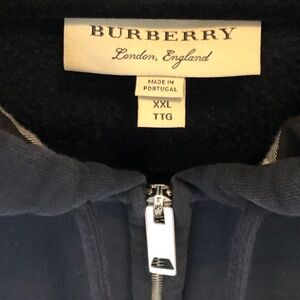 BURBERRY
London, England
MADE IN
PORTUGAL
XXL
TTG